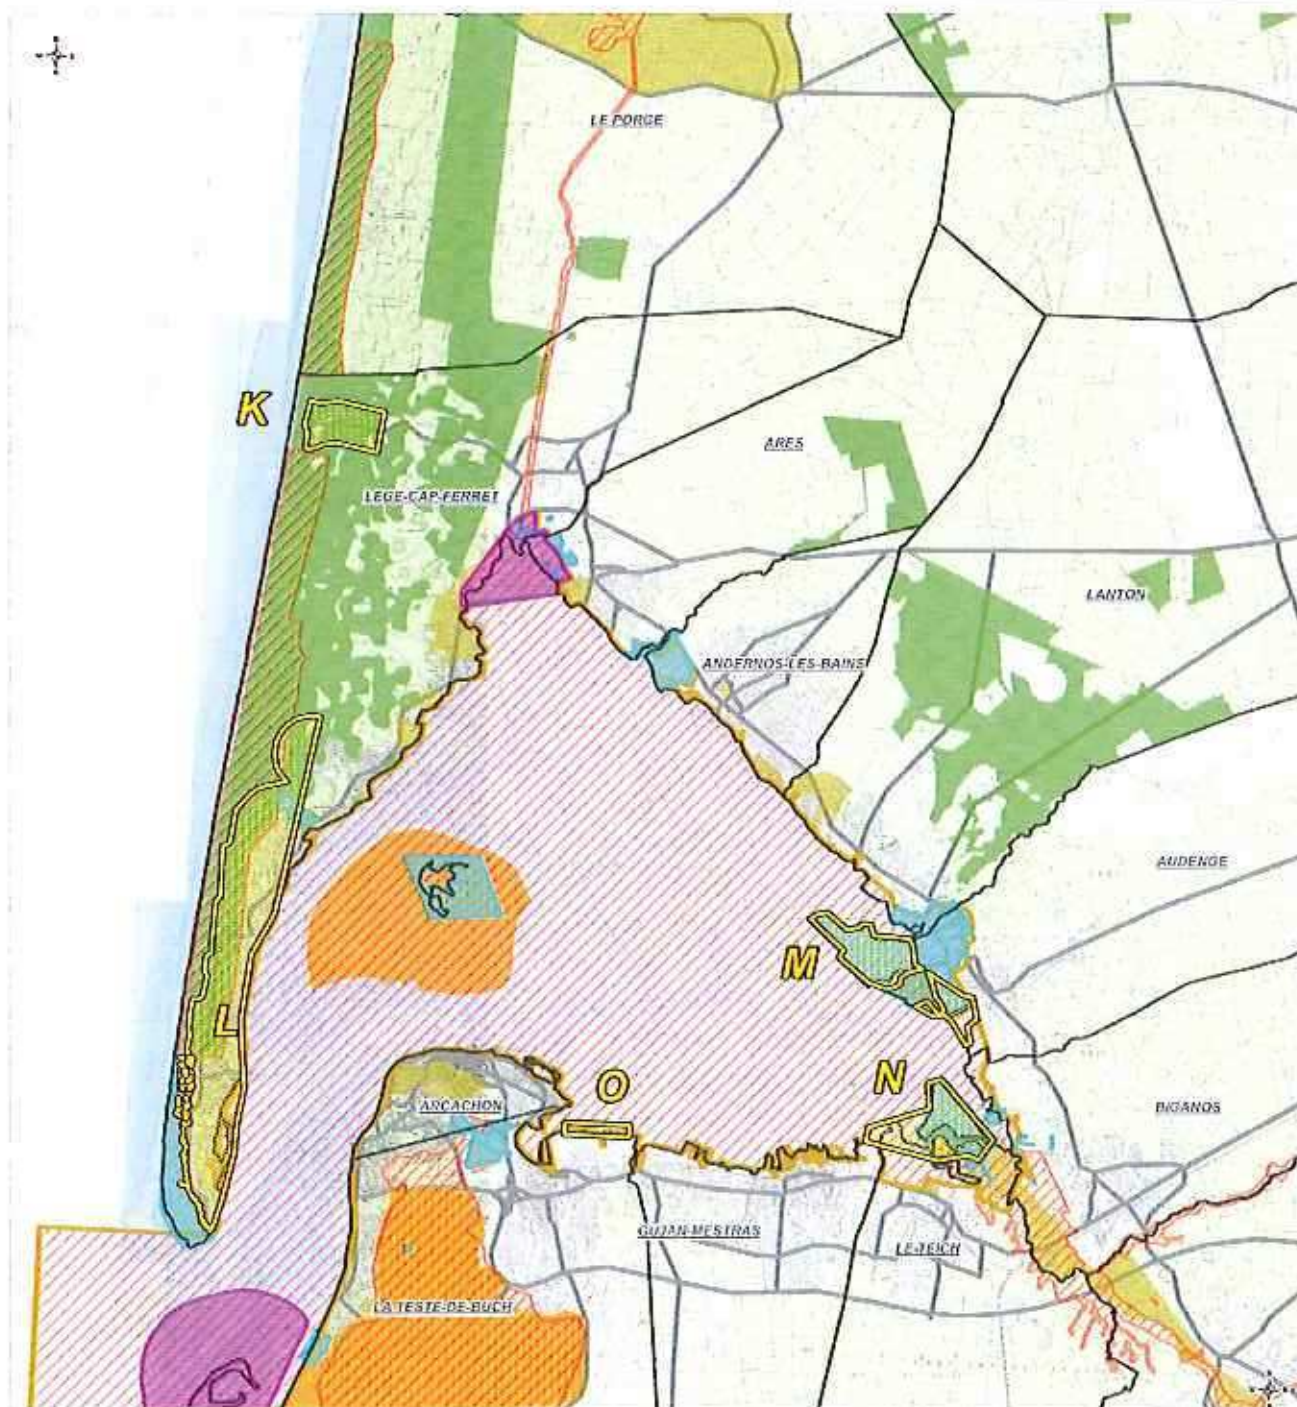 LE PORGE
K
ARES
LEGE-CAP-FERRET
LANTON
ANDERNOS-LES-BAINS
AUDENGE
M
L
O
N
ARCACHON
BIGANOS
GUJAN-MESTRAS
LE-TEICH
LA TESTE-DE-BUCH